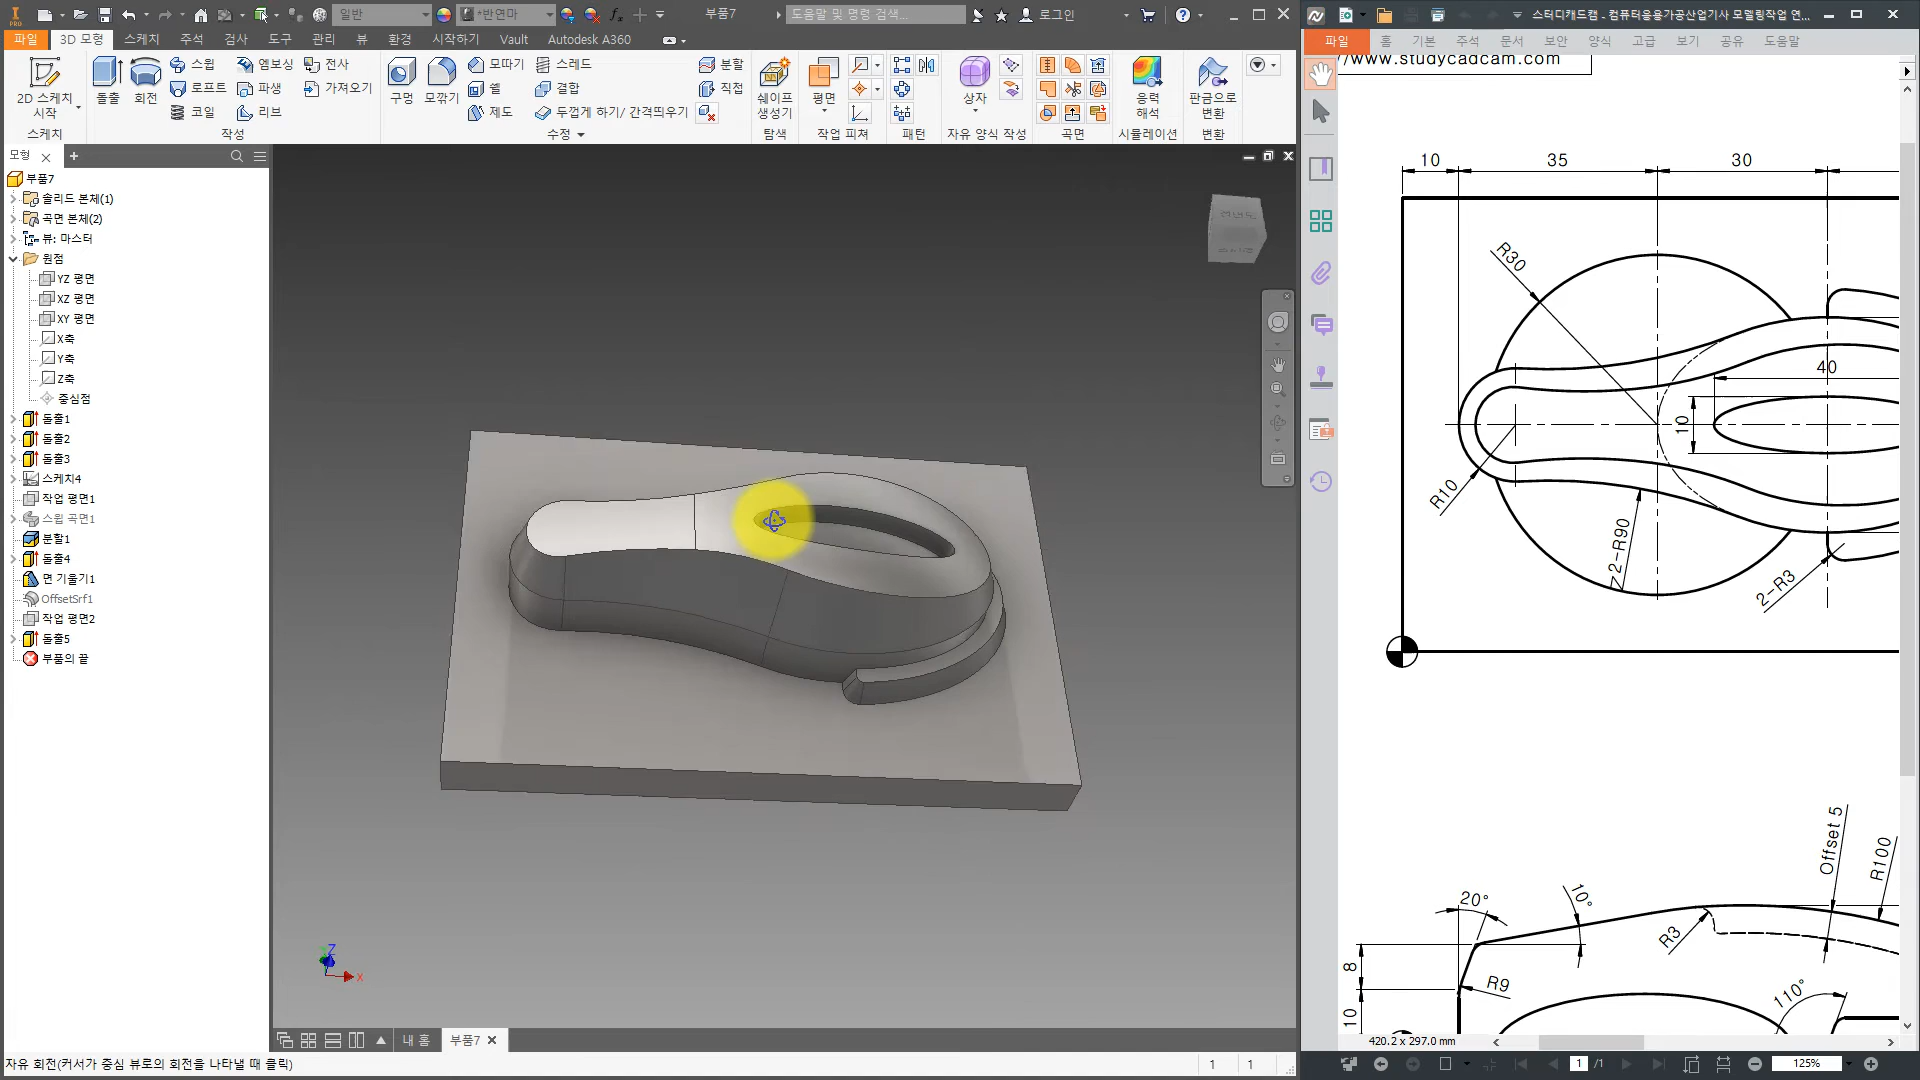 일반
*반연마
부품7
도움말 및 명령 검색...
로그인
파일
3D 모형
스케치
주석
검사
도구
관리
뷰
환경
시작하기
Vault
Autodesk A360
2D 스케치
시작
스케치
돌출
회전
스윕
로프트
코일
엠보싱
파생
리브
전사
가져오기
작성
구멍
모깎기
모따기
쉘
제도
스레드
결합
두껍게 하기/ 간격띄우기
분할
직접
수정
쉐이프
생성기
탐색
평면
작업 피쳐
패턴
상자
자유 양식 작성
곡면
응력
해석
시뮬레이션
판금으로
변환
변환
모형
부품7
솔리드 본체(1)
곡면 본체(2)
뷰: 마스터
원점
YZ 평면
XZ 평면
XY 평면
X축
Y축
Z축
중심점
돌출1
돌출2
돌출3
스케치4
작업 평면1
스윕 곡면1
분할1
돌출4
면 기울기1
OffsetSrf1
작업 평면2
돌출5
부품의 끝
Z
X
내 홈
부품7
자유 회전(커서가 중심 뷰로의 회전을 나타낼 때 클릭)
1
1
스터디캐드캠 - 컴퓨터응용가공산업기사 모델링작업 연...
파일
홈
기본
주석
문서
보안
양식
고급
보기
공유
도움말
/www.studycadcam.com
10
35
30
R30
40
10
R10
2-R90
2-R3
Offset 5
R100
20°
10°
R3
8
R9
110°
10
420.2 x 297.0 mm
1
/1
125%